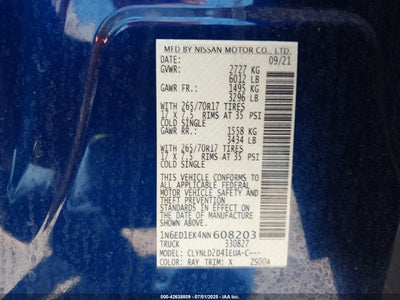 MFD BY NISSAN MOTOR CO., LTD.
DATE: 09/21
GVWR: 2727 KG
6012 LB
GAWR FR.: 1495 KG
3296 LB
WITH 265/70R17 TIRES
17 X 7.5 RIMS AT 35 PSI
COLD SINGLE
GAWR RR.: 1558 KG
3434 LB
WITH 265/70R17 TIRES
17 X 7.5 RIMS AT 35 PSI
COLD SINGLE
THIS VEHICLE CONFORMS TO ALL
APPLICABLE U.S. FEDERAL
MOTOR VEHICLE SAFETY AND
THEFT PREVENTION
STANDARDS IN EFFECT ON THE
DATE OF MANUFACTURE
SHOWN ABOVE.
1N6ED1EK4NN608203
TRUCK 330827
MODEL: CLYNLD2D41EUA-C---
COLOR: RAY TRIM: X ZSD0A
000-42638809 - 07/01/2025 - IAA